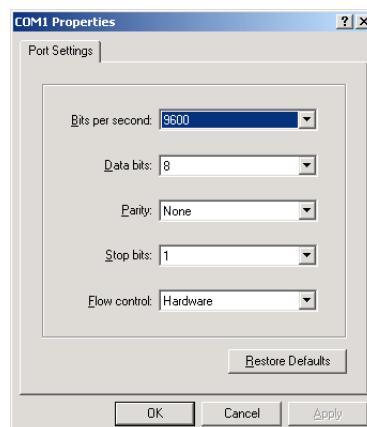 COM1 Properties
Port Settings
Bits per second: 9600
Data bits: 8
Parity: None
Stop bits: 1
Flow control: Hardware
Restore Defaults
OK Cancel Apply